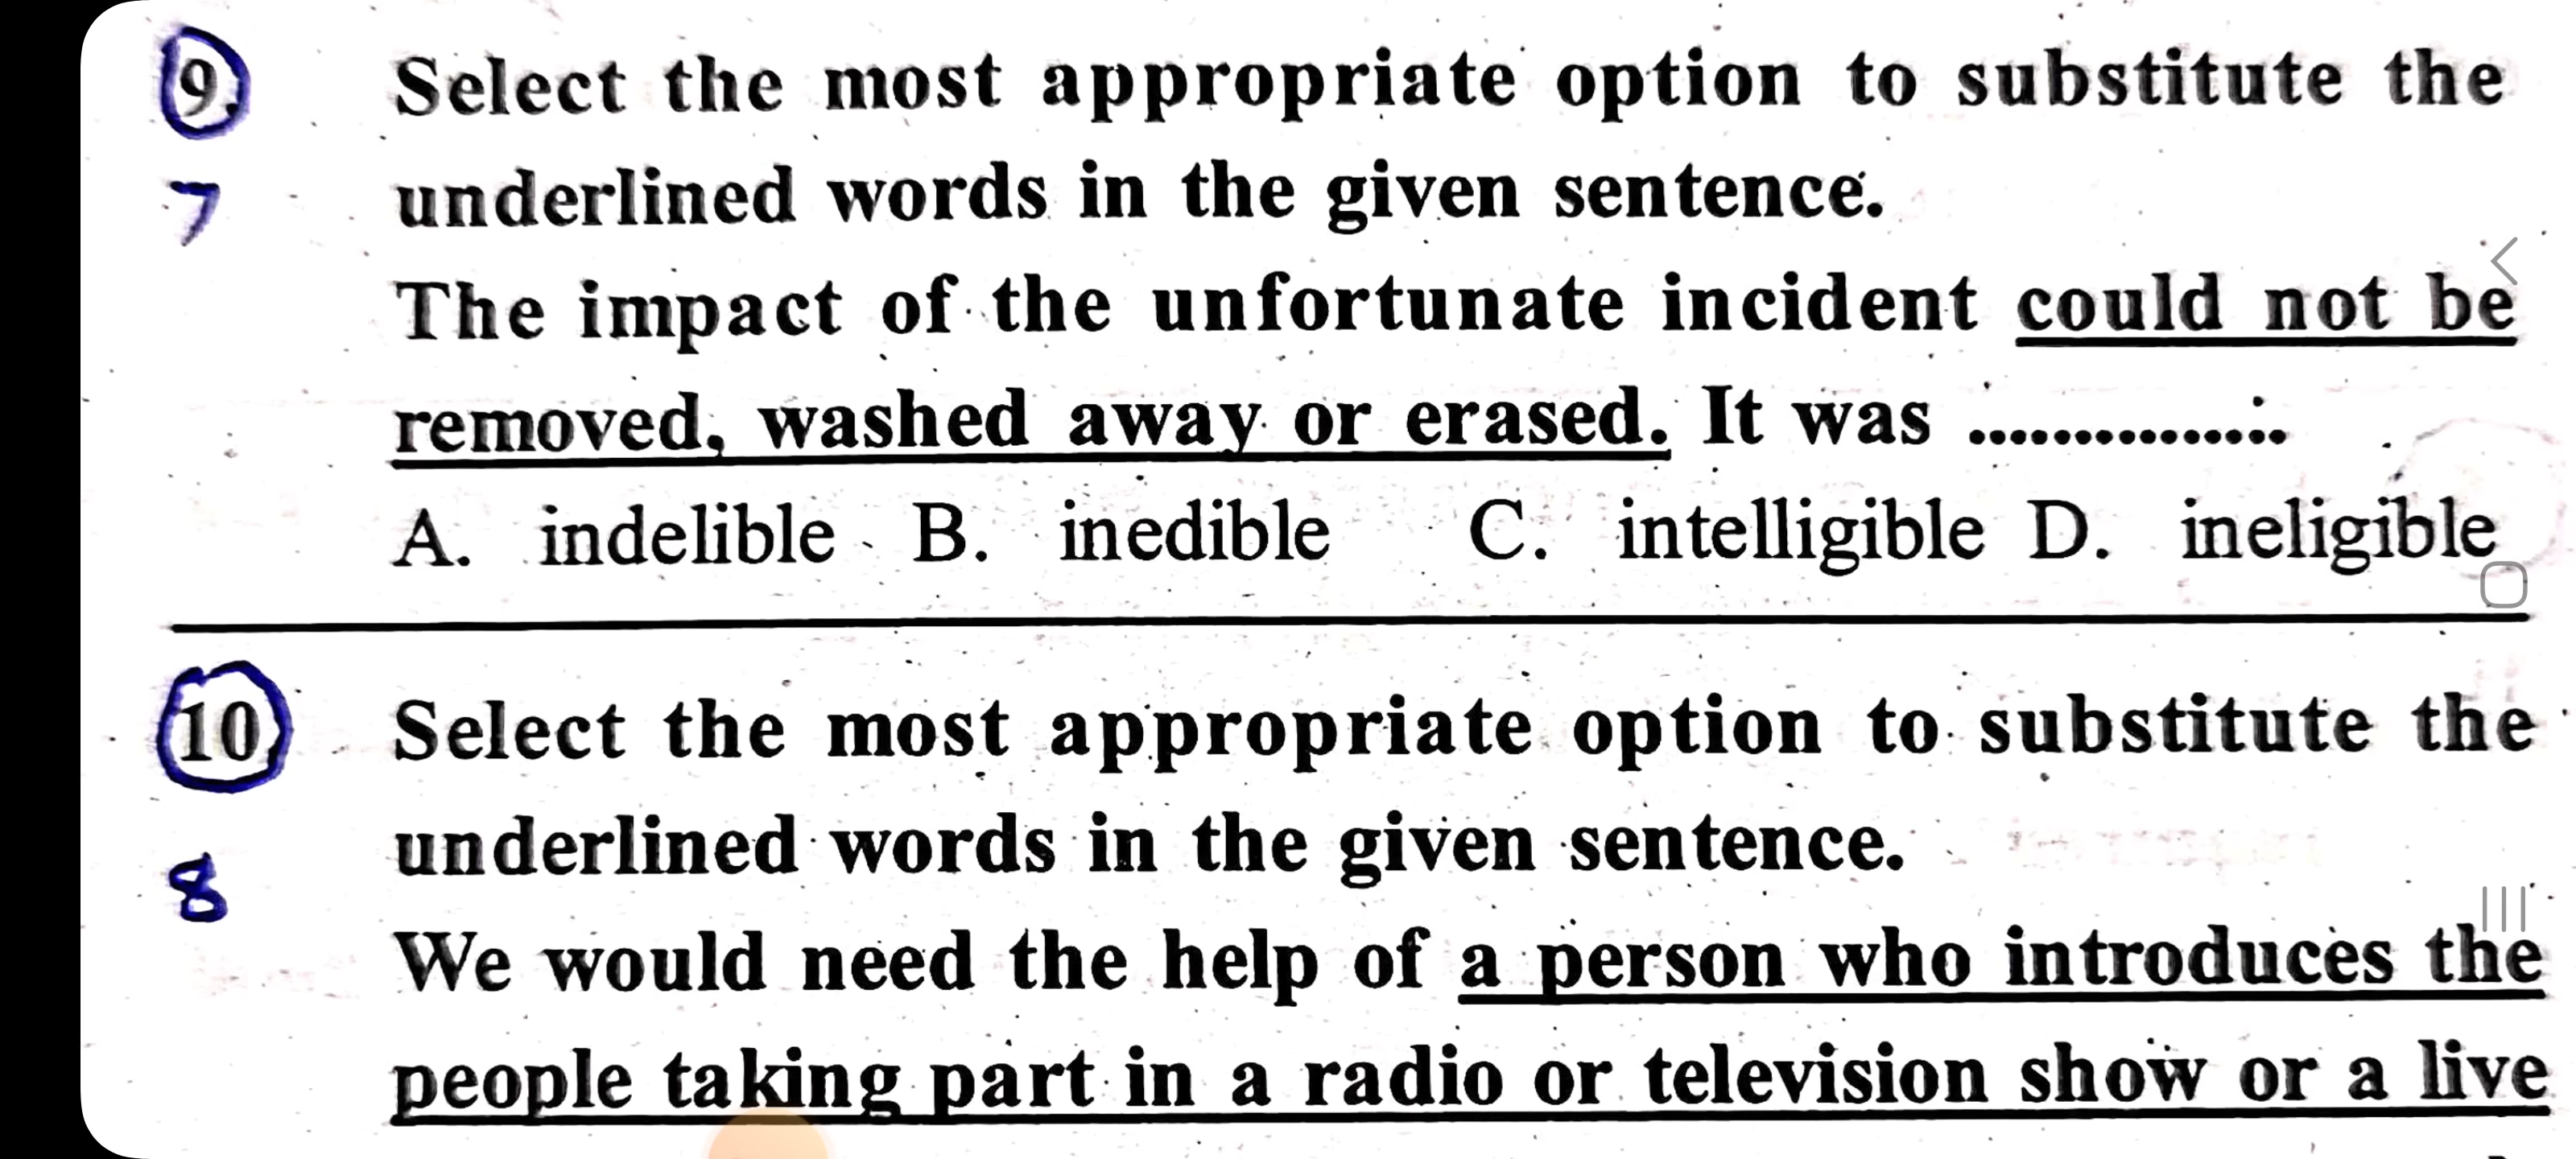 9. Select the most appropriate option to substitute the
7 underlined words in the given sentence.
The impact of the unfortunate incident could not be
removed, washed away or erased. It was ...............
A. indelible B. inedible C. intelligible D. ineligible
10. Select the most appropriate option to substitute the
underlined words in the given sentence.
8
We would need the help of a person who introduces the
people taking part in a radio or television show or a live